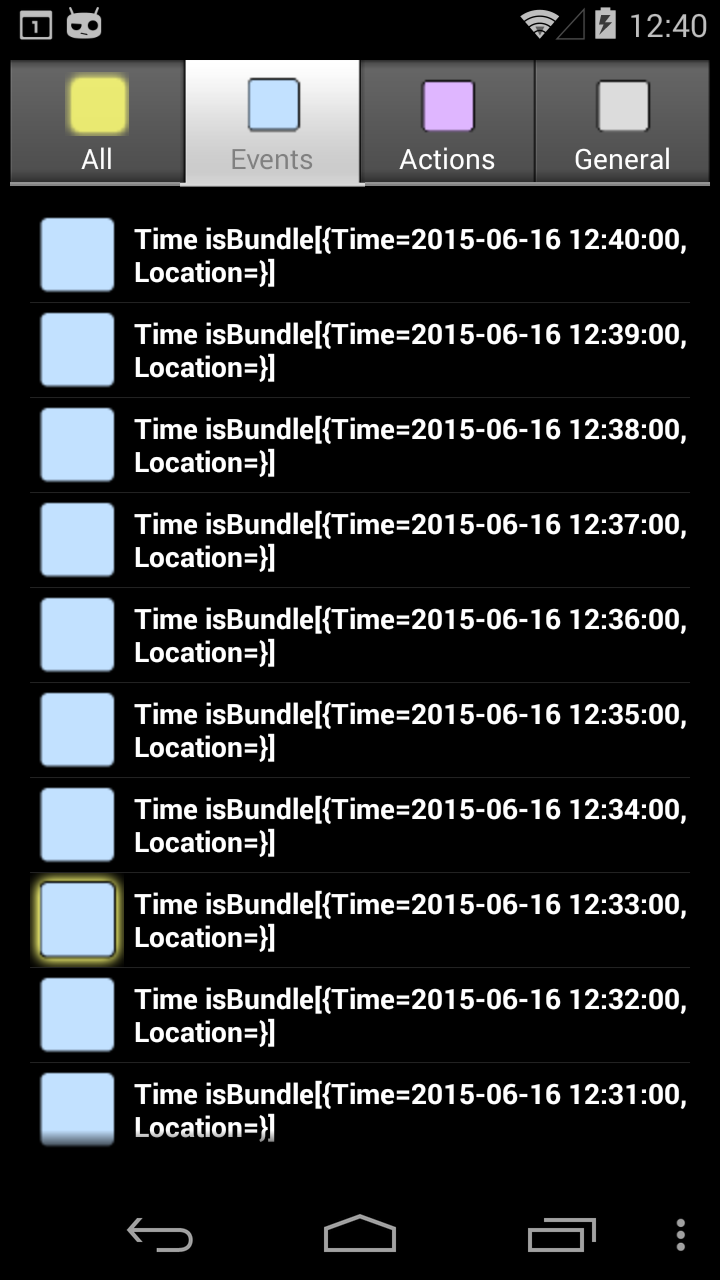 1
12:40
All
Events
Actions
General
Time isBundle[{Time=2015-06-16 12:40:00,
Location=}]
Time isBundle[{Time=2015-06-16 12:39:00,
Location=}]
Time isBundle[{Time=2015-06-16 12:38:00,
Location=}]
Time isBundle[{Time=2015-06-16 12:37:00,
Location=}]
Time isBundle[{Time=2015-06-16 12:36:00,
Location=}]
Time isBundle[{Time=2015-06-16 12:35:00,
Location=}]
Time isBundle[{Time=2015-06-16 12:34:00,
Location=}]
Time isBundle[{Time=2015-06-16 12:33:00,
Location=}]
Time isBundle[{Time=2015-06-16 12:32:00,
Location=}]
Time isBundle[{Time=2015-06-16 12:31:00,
Location=}]